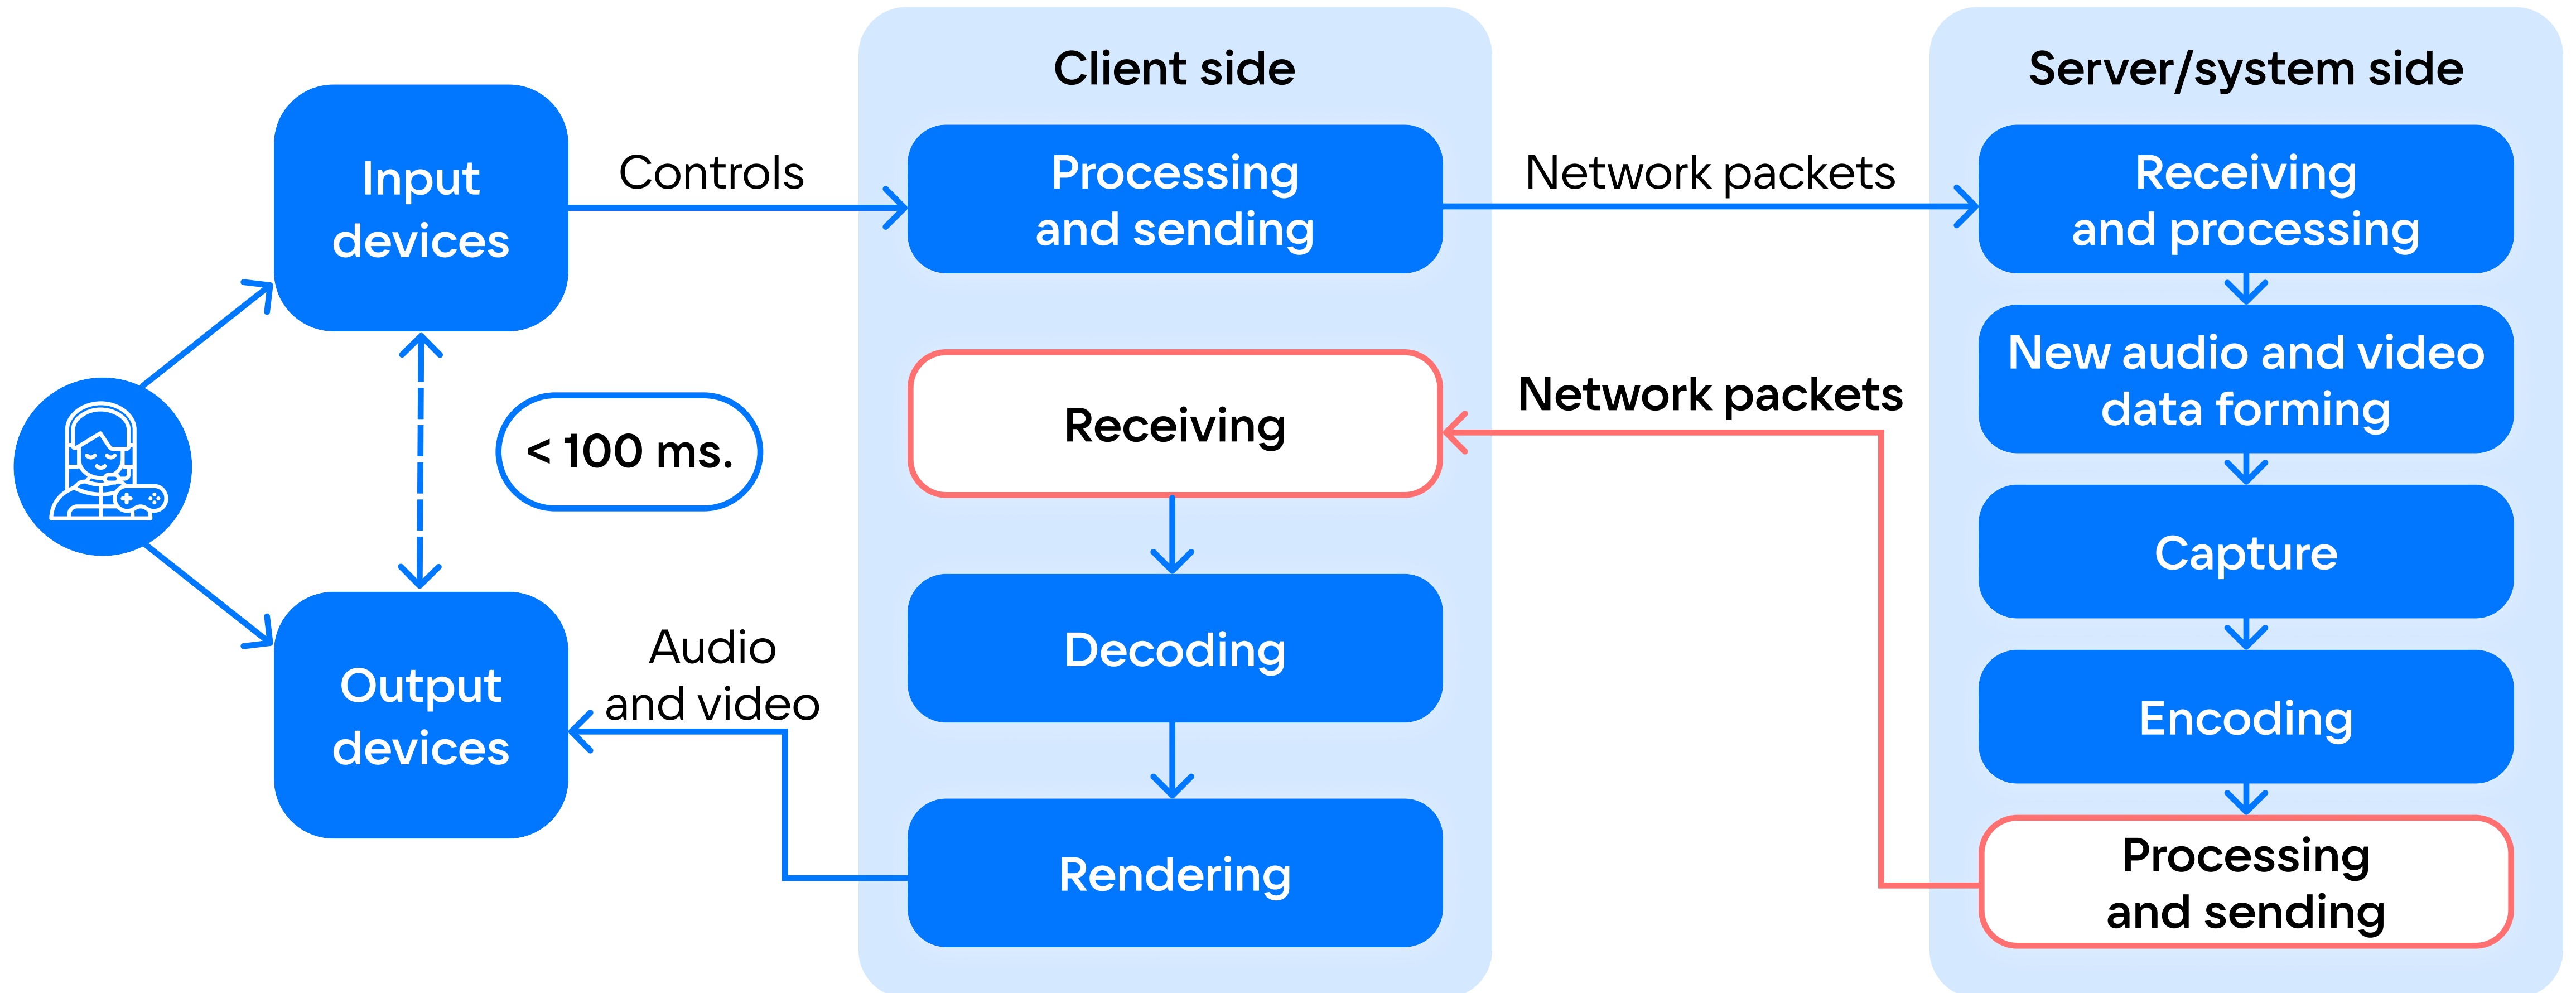 Client side
Server/system side
Input
devices
Controls
Processing
and sending
Network packets
Receiving
and processing
New audio and video
data forming
Network packets
Receiving
< 100 ms.
Capture
Decoding
Encoding
Audio
and video
Output
devices
Rendering
Processing
and sending